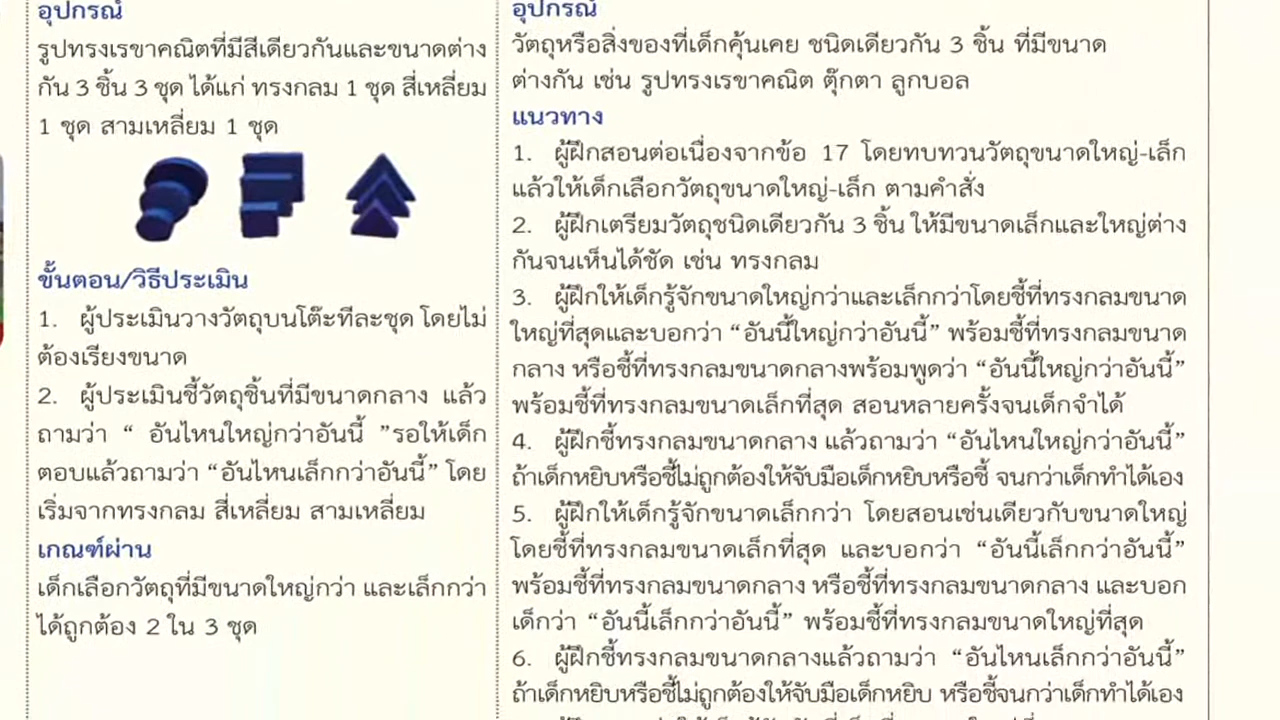 อุปกรณ์
รูปทรงเรขาคณิตที่มีสีเดียวกันและขนาดต่าง
กัน 3 ชิ้น 3 ชุด ได้แก่ ทรงกลม 1 ชุด สี่เหลี่ยม
1 ชุด สามเหลี่ยม 1 ชุด
ขั้นตอน/วิธีประเมิน
1. ผู้ประเมินวางวัตถุบนโต๊ะทีละชุด โดยไม่
ต้องเรียงขนาด
2. ผู้ประเมินชี้วัตถุชิ้นที่มีขนาดกลาง แล้ว
ถามว่า “ อันไหนใหญ่กว่าอันนี้ ”รอให้เด็ก
ตอบแล้วถามว่า “อันไหนเล็กกว่าอันนี้” โดย
เริ่มจากทรงกลม สี่เหลี่ยม สามเหลี่ยม
เกณฑ์ผ่าน
เด็กเลือกวัตถุที่มีขนาดใหญ่กว่า และเล็กกว่า
ได้ถูกต้อง 2 ใน 3 ชุด
อุปกรณ์
วัตถุหรือสิ่งของที่เด็กคุ้นเคย ชนิดเดียวกัน 3 ชิ้น ที่มีขนาด
ต่างกัน เช่น รูปทรงเรขาคณิต ตุ๊กตา ลูกบอล
แนวทาง
1. ผู้ฝึกสอนต่อเนื่องจากข้อ 17 โดยทบทวนวัตถุขนาดใหญ่-เล็ก
แล้วให้เด็กเลือกวัตถุขนาดใหญ่-เล็ก ตามคำสั่ง
2. ผู้ฝึกเตรียมวัตถุชนิดเดียวกัน 3 ชิ้น ให้มีขนาดเล็กและใหญ่ต่าง
กันจนเห็นได้ชัด เช่น ทรงกลม
3. ผู้ฝึกให้เด็กรู้จักขนาดใหญ่กว่าและเล็กกว่าโดยชี้ที่ทรงกลมขนาด
ใหญ่ที่สุดและบอกว่า “อันนี้ใหญ่กว่าอันนี้” พร้อมชี้ที่ทรงกลมขนาด
กลาง หรือชี้ที่ทรงกลมขนาดกลางพร้อมพูดว่า “อันนี้ใหญ่กว่าอันนี้”
พร้อมชี้ที่ทรงกลมขนาดเล็กที่สุด สอนหลายครั้งจนเด็กจำได้
4. ผู้ฝึกชี้ทรงกลมขนาดกลาง แล้วถามว่า “อันไหนใหญ่กว่าอันนี้”
ถ้าเด็กหยิบหรือชี้ไม่ถูกต้องให้จับมือเด็กหยิบหรือชี้ จนกว่าเด็กทำได้เอง
5. ผู้ฝึกให้เด็กรู้จักขนาดเล็กกว่า โดยสอนเช่นเดียวกับขนาดใหญ่
โดยชี้ที่ทรงกลมขนาดเล็กที่สุด และบอกว่า “อันนี้เล็กกว่าอันนี้”
พร้อมชี้ที่ทรงกลมขนาดกลาง หรือชี้ที่ทรงกลมขนาดกลาง และบอก
เด็กว่า “อันนี้เล็กกว่าอันนี้” พร้อมชี้ที่ทรงกลมขนาดใหญ่ที่สุด
6. ผู้ฝึกชี้ทรงกลมขนาดกลางแล้วถามว่า “อันไหนเล็กกว่าอันนี้”
ถ้าเด็กหยิบหรือชี้ไม่ถูกต้องให้จับมือเด็กหยิบ หรือชี้จนกว่าเด็กทำได้เอง